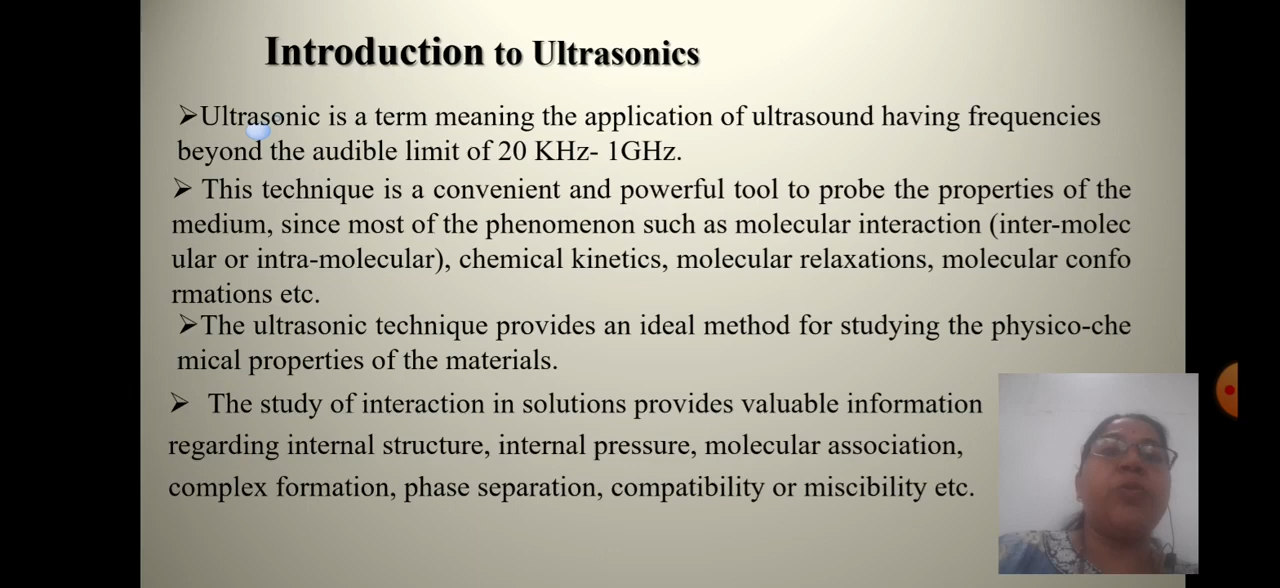 Introduction to Ultrasonics
➢Ultrasonic is a term meaning the application of ultrasound having frequencies
beyond the audible limit of 20 KHz- 1GHz.
➢ This technique is a convenient and powerful tool to probe the properties of the
medium, since most of the phenomenon such as molecular interaction (inter-molec
ular or intra-molecular), chemical kinetics, molecular relaxations, molecular confo
rmations etc.
➢The ultrasonic technique provides an ideal method for studying the physico-che
mical properties of the materials.
➢ The study of interaction in solutions provides valuable information
regarding internal structure, internal pressure, molecular association,
complex formation, phase separation, compatibility or miscibility etc.